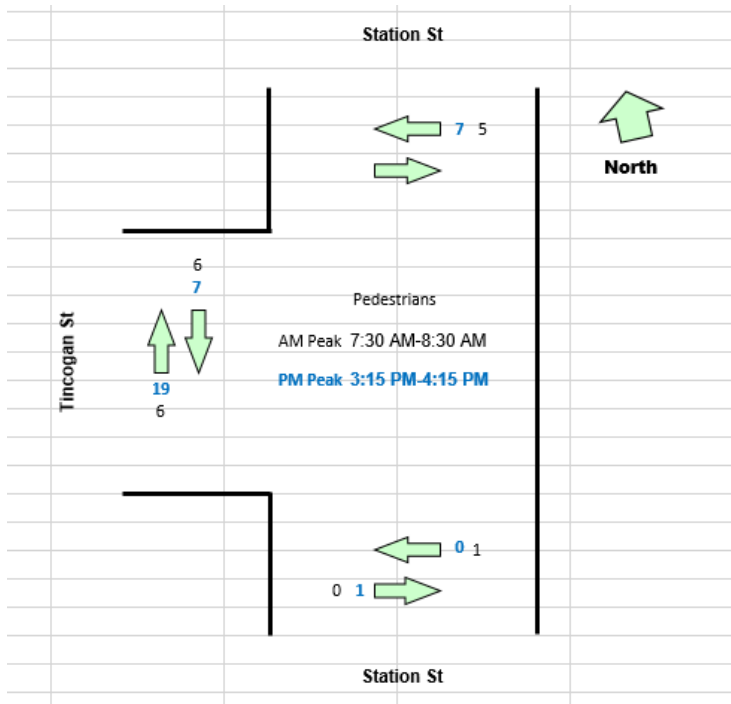 Station St
7 5
North
6
7
Pedestrians
AM Peak 7:30 AM-8:30 AM
PM Peak 3:15 PM-4:15 PM
Tincogan St
19
6
0 1
0 1
Station St